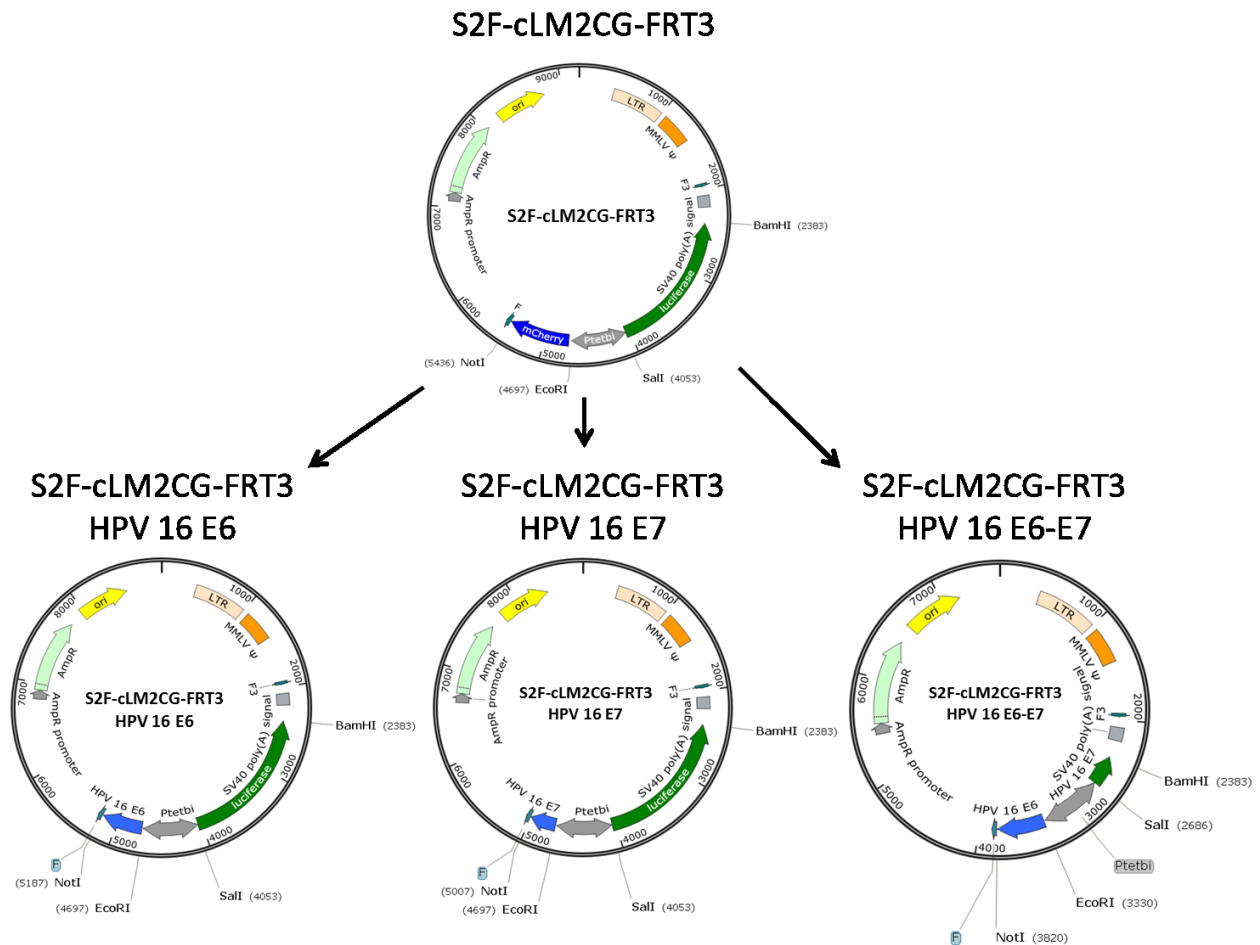 S2F-cLM2CG-FRT3
9000
ori
8000
AmpR
AmpR promoter
7000
6000
LTR
1000
MMLV Ψ
2000
F3
SV40 poly(A) signal
BamHI (2383)
luciferase
3000
S2F-cLM2CG-FRT3
F
mCherry
Ptetbi
4000
5000
(5436) NotI
(4697) EcoRI
SalI (4053)
S2F-cLM2CG-FRT3
HPV 16 E6
8000
ori
AmpR
AmpR promoter
7000
6000
LTR
1000
MMLV Ψ
2000
F3
SV40 poly(A) signal
BamHI (2383)
luciferase
3000
S2F-cLM2CG-FRT3
HPV 16 E6
HPV 16 E6
Ptetbi
4000
5000
F
(5187) NotI
(4697) EcoRI
SalI (4053)
S2F-cLM2CG-FRT3
HPV 16 E7
8000
ori
AmpR
AmpR promoter
7000
6000
LTR
1000
MMLV Ψ
2000
F3
SV40 poly(A) signal
BamHI (2383)
luciferase
3000
S2F-cLM2CG-FRT3
HPV 16 E7
HPV 16 E7
Ptetbi
4000
5000
F
(5007) NotI
(4697) EcoRI
SalI (4053)
S2F-cLM2CG-FRT3
HPV 16 E6-E7
7000
ori
AmpR
AmpR promoter
6000
5000
LTR
1000
MMLV Ψ
2000
F3
SV40 poly(A) signal
HPV 16 E7
BamHI (2383)
3000
SalI (2686)
S2F-cLM2CG-FRT3
HPV 16 E6-E7
HPV 16 E6
Ptetbi
4000
EcoRI (3330)
F
NotI (3820)